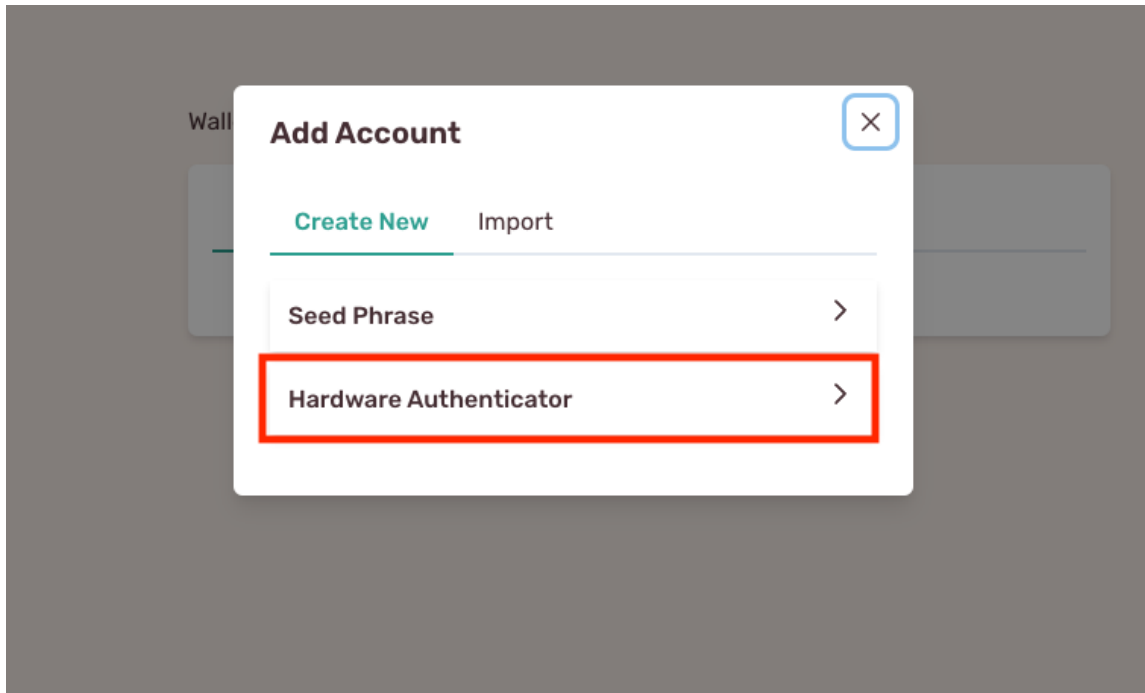 Wall
Add Account
Create New Import
Seed Phrase
Hardware Authenticator